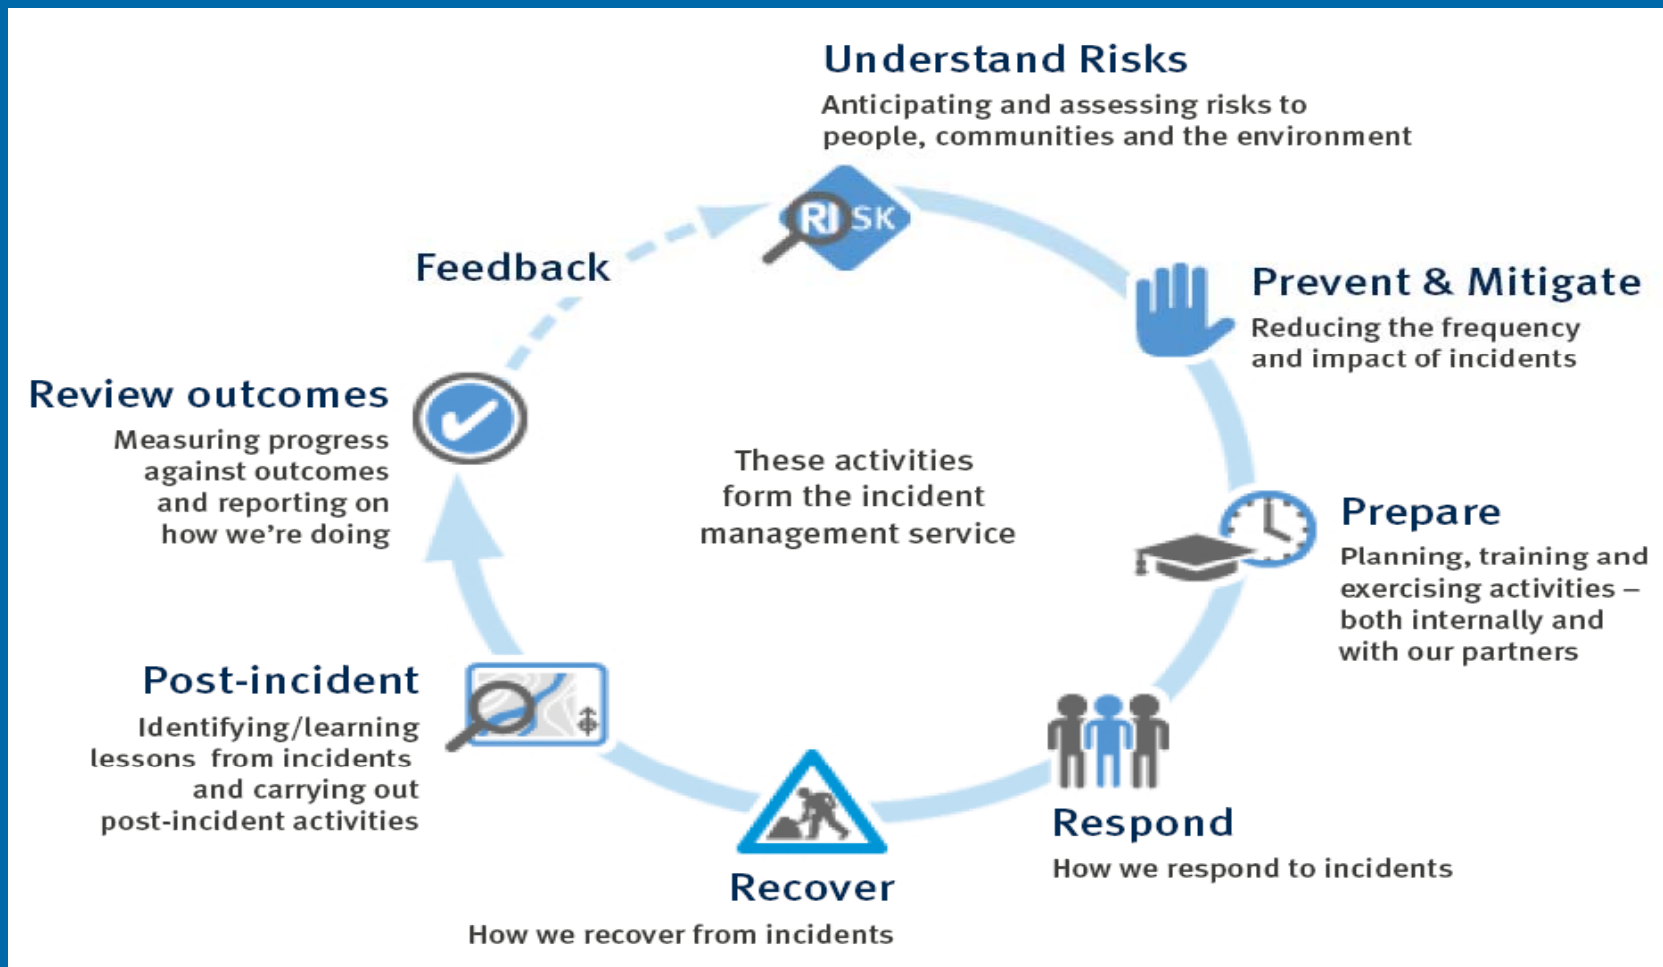 Understand Risks
Anticipating and assessing risks to
people, communities and the environment
RISK
Feedback
Prevent & Mitigate
Reducing the frequency
and impact of incidents
Review outcomes
Measuring progress
against outcomes
and reporting on
how we're doing
These activities
form the incident
management service
Prepare
Planning, training and
exercising activities –
both internally and
with our partners
Post-incident
Identifying/learning
lessons from incidents
and carrying out
post-incident activities
Respond
How we respond to incidents
Recover
How we recover from incidents